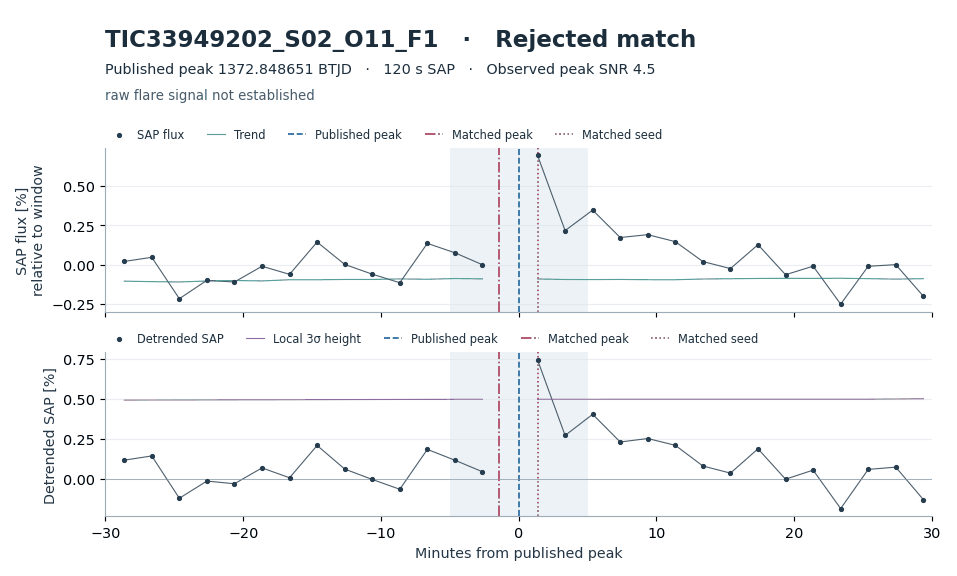 TIC33949202_S02_O11_F1 · Rejected match
Published peak 1372.848651 BTJD · 120 s SAP · Observed peak SNR 4.5
raw flare signal not established
SAP flux Trend Published peak Matched peak Matched seed
SAP flux [%]
relative to window
0.50
0.25
0.00
−0.25
Detrended SAP Local 3σ height Published peak Matched peak Matched seed
Detrended SAP [%]
0.75
0.50
0.25
0.00
−30 −20 −10 0 10 20 30
Minutes from published peak